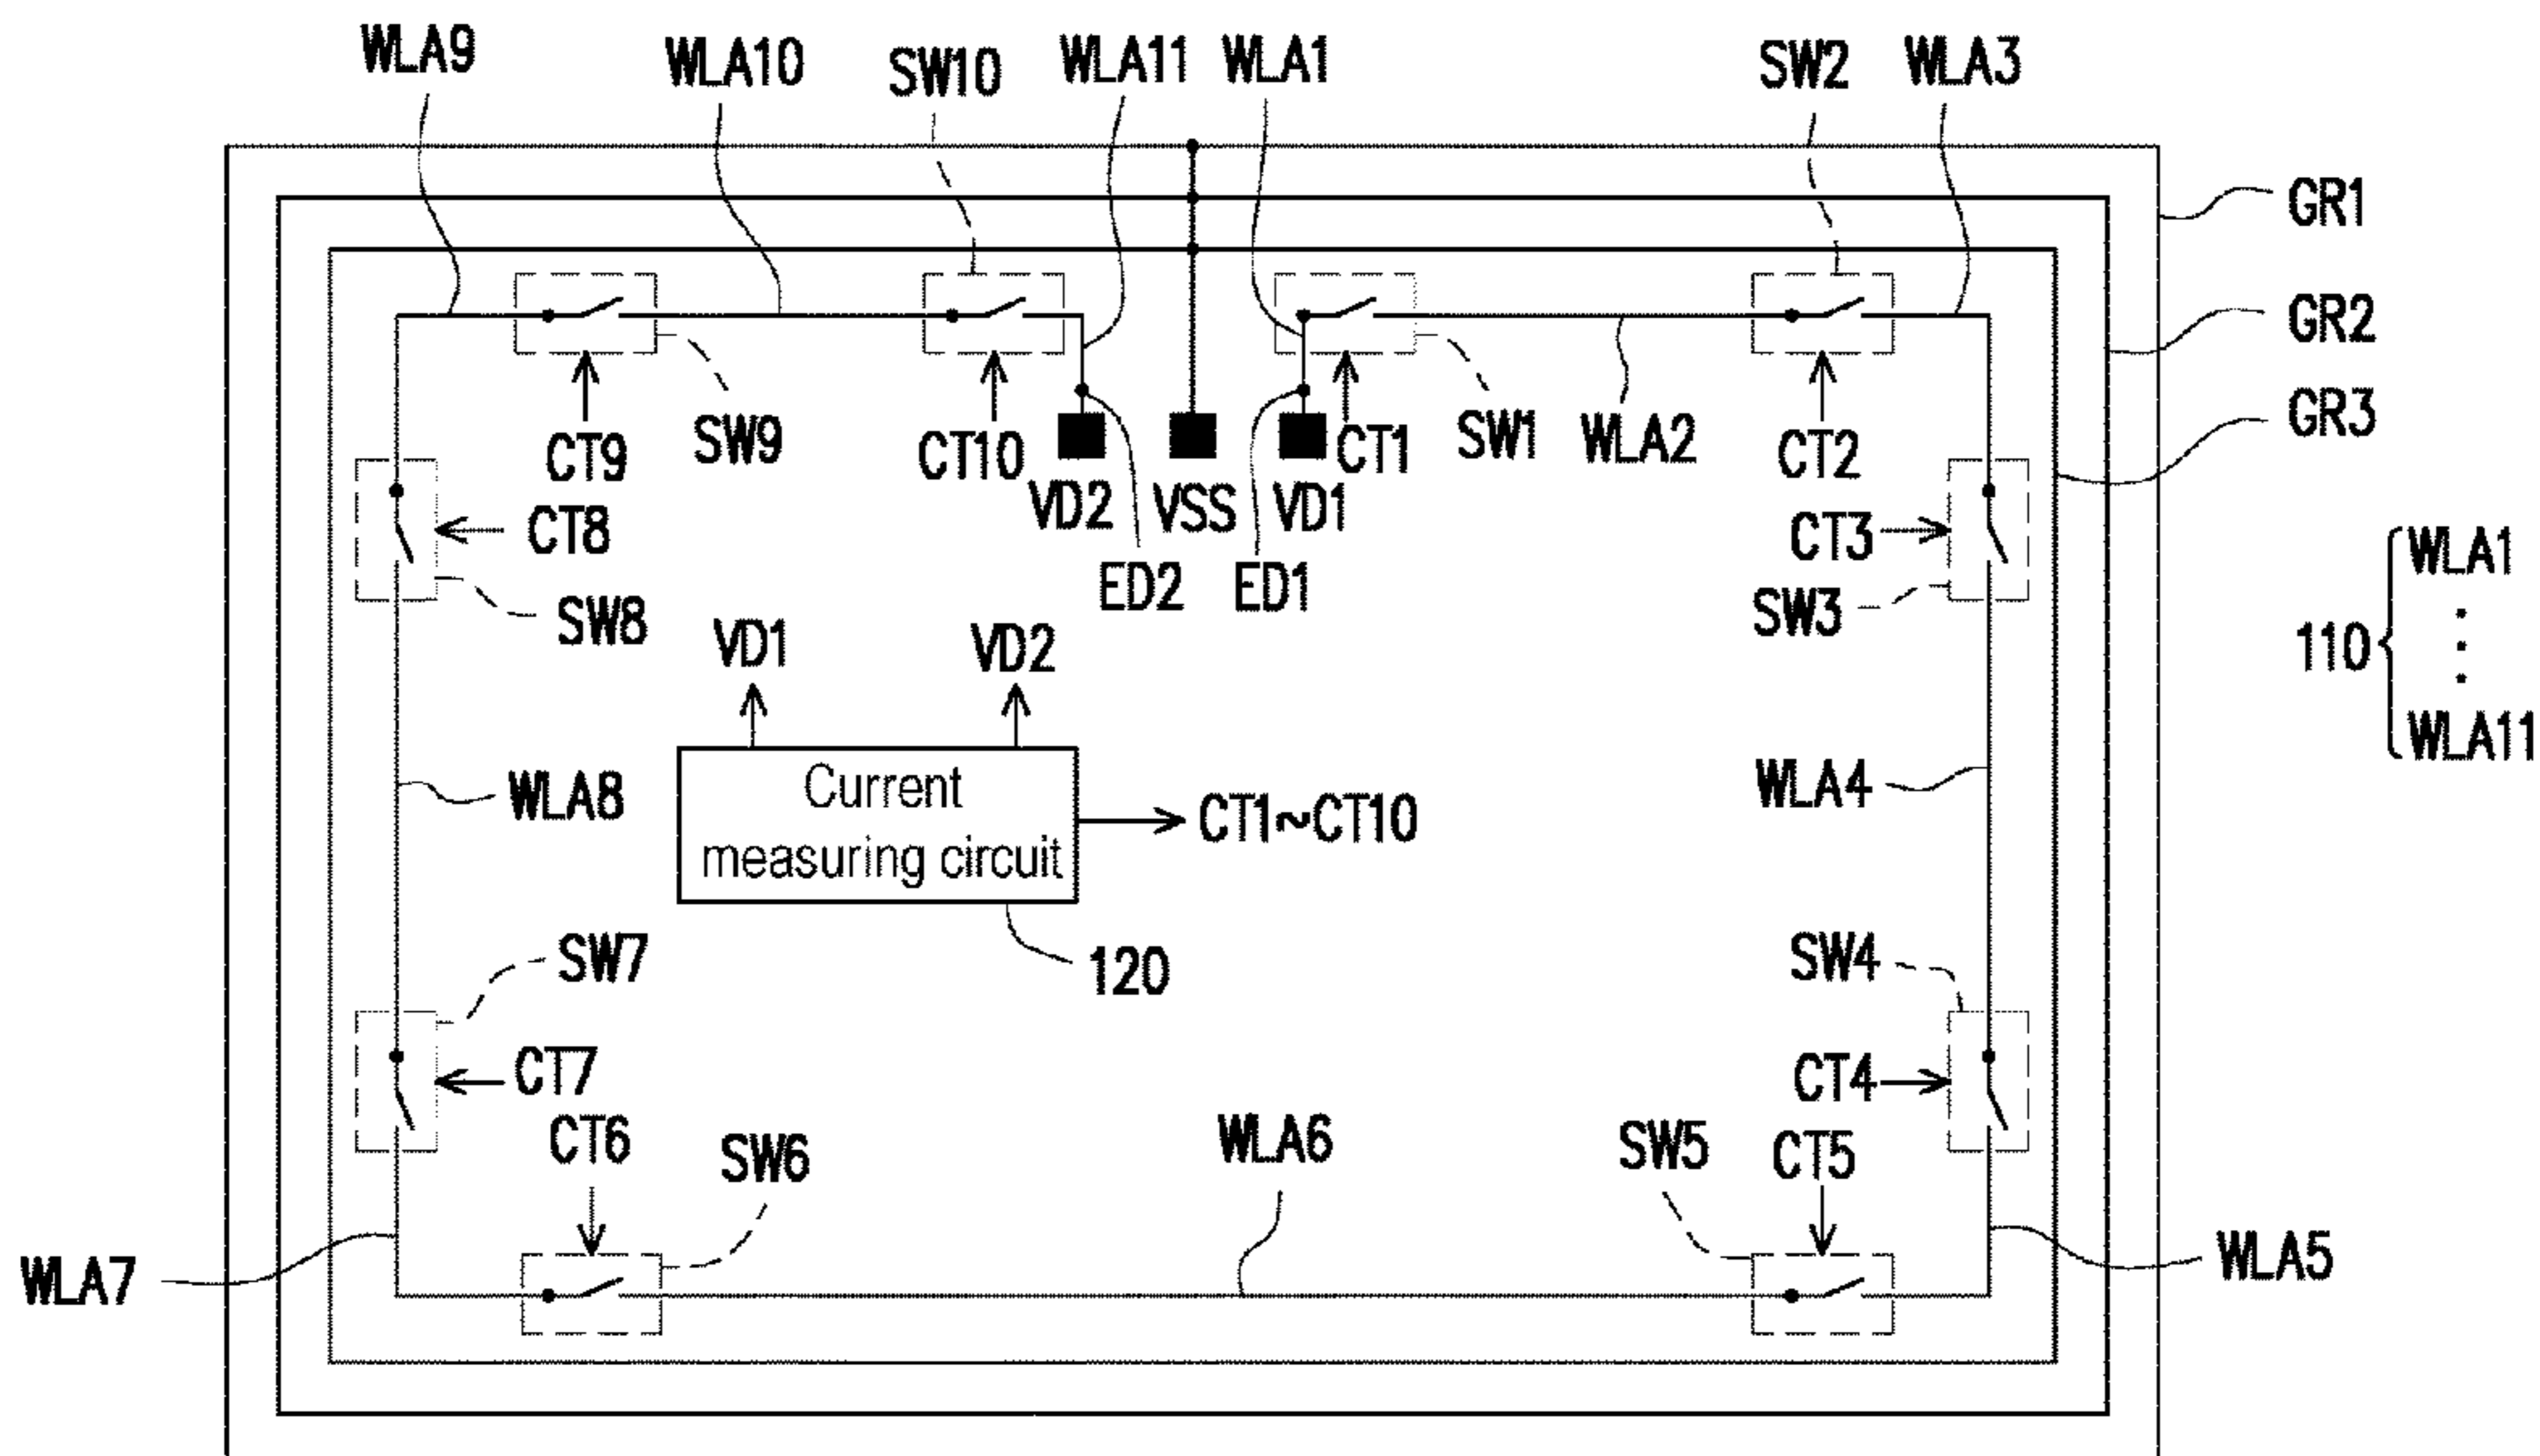 WLA9
WLA10
SW10
WLA11
WLA1
SW2
WLA3
GR1
GR2
GR3
CT9
SW9
CT10
VD2
VSS
VD1
CT1
SW1
WLA2
CT2
CT8
SW8
ED2
ED1
CT3
SW3
110
WLA1
WLA11
VD1
VD2
WLA8
Current
measuring circuit
CT1~CT10
WLA4
120
SW7
SW4
CT7
CT4
CT6
SW6
WLA6
SW5
CT5
WLA7
WLA5